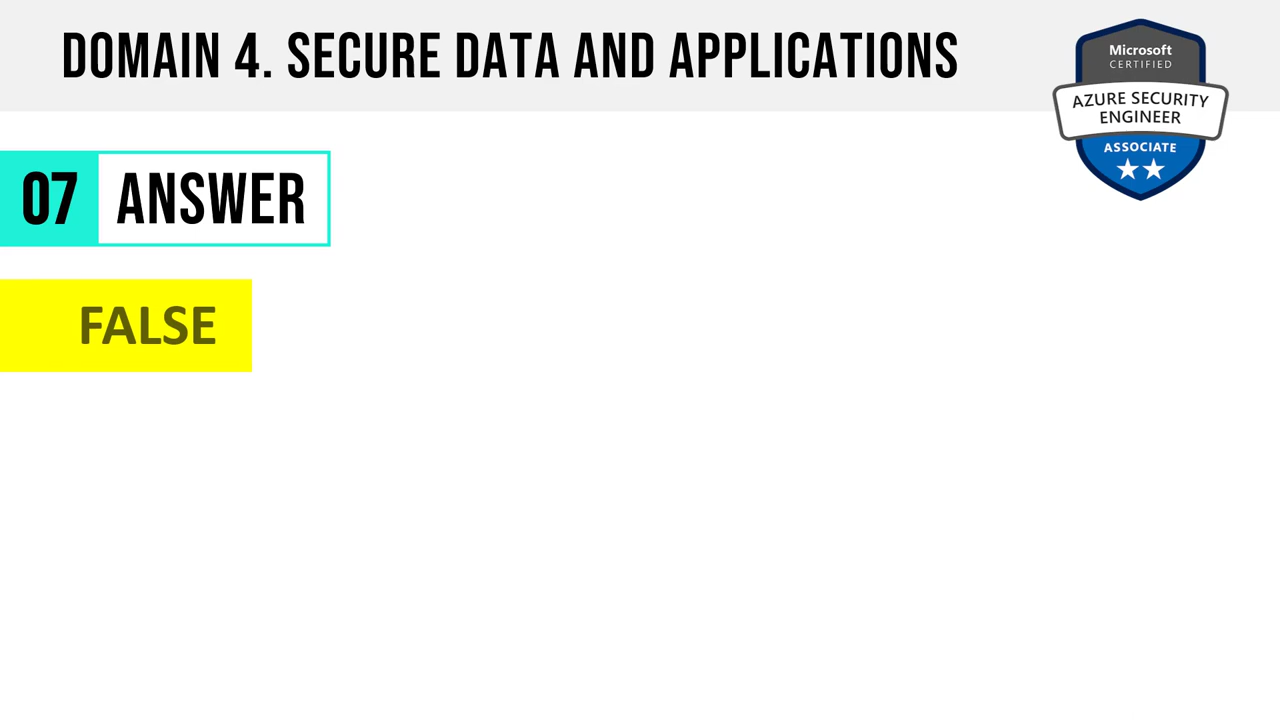 DOMAIN 4. SECURE DATA AND APPLICATIONS
Microsoft
CERTIFIED
AZURE SECURITY
ENGINEER
ASSOCIATE
07 ANSWER
FALSE